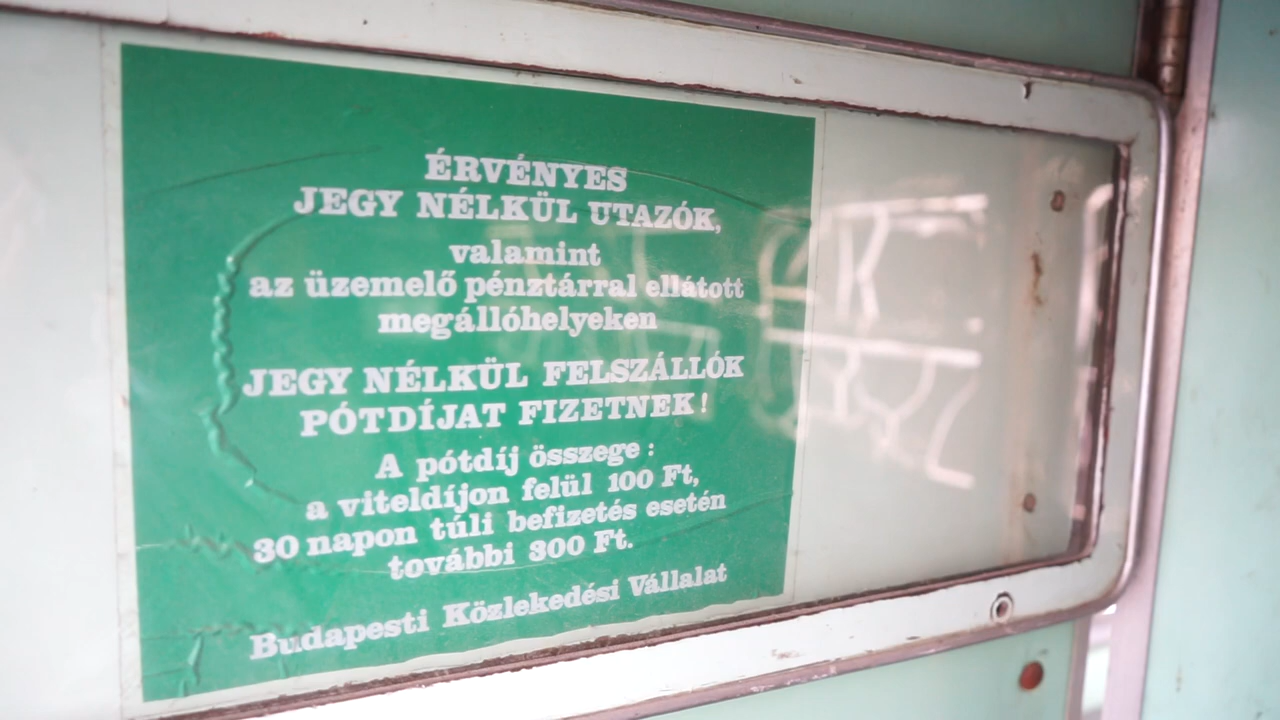 ÉRVÉNYES
JEGY NÉLKÜL UTAZÓK,
valamint
az üzemelő pénztárral ellátott
megállóhelyeken
JEGY NÉLKÜL FELSZÁLLÓK
PÓTDÍJAT FIZETNEK!
A pótdíj összege:
a viteldíjon felül 100 Ft,
30 napon túli befizetés esetén
további 300 Ft.
Budapesti Közlekedési Vállalat